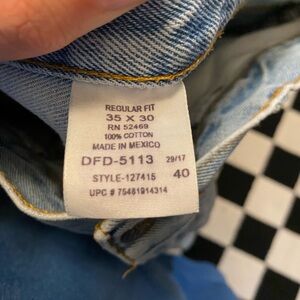 REGULAR FIT
35 X 30
RN 52469
100% COTTON
MADE IN MEXICO
DFD-5113 29/17
STYLE-127415 40
UPC # 75481914314